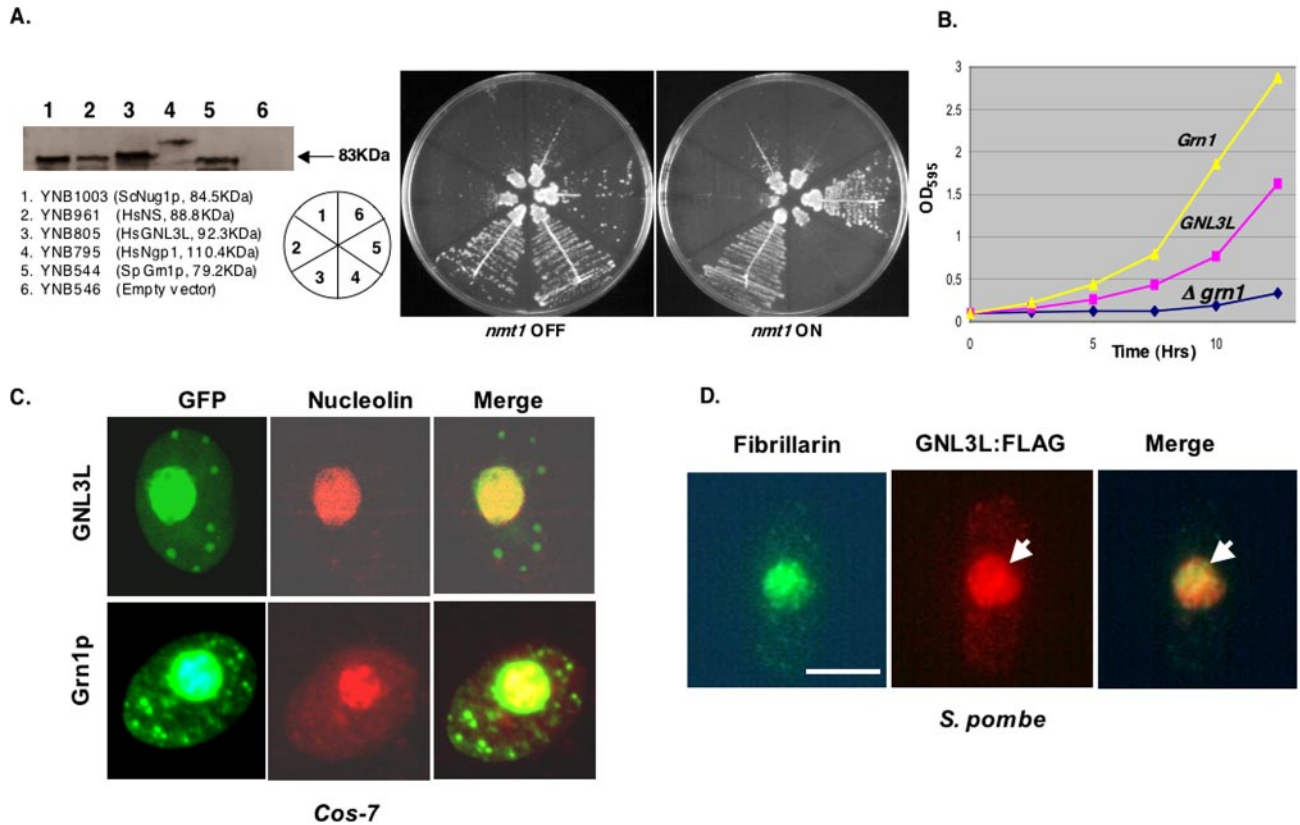 A.
1 2 3 4 5 6
83KDa
1. YNB1003 (ScNug1p, 84.5KDa)
2. YNB961 (HsNS, 88.8KDa)
3. YNB805 (HsGNL3L, 92.3KDa)
4. YNB795 (HsNgp1, 110.4KDa)
5. YNB544 (SpGrn1p, 79.2KDa)
6. YNB546 (Empty vector)
1 6
2 5
3 4
nmt1 OFF
nmt1 ON
B.
3
2.5
2
1.5
1
0.5
0
OD595
Grn1
GNL3L
Δ grn1
0 5 10
Time (Hrs)
C.
GFP Nucleolin Merge
GNL3L
Grn1p
Cos-7
D.
Fibrillarin GNL3L:FLAG Merge
S. pombe